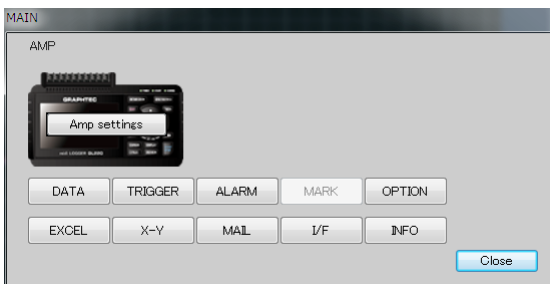 MAIN
AMP
GRAPHTEC
Amp settings
DATA TRIGGER ALARM MARK OPTION
EXCEL X-Y MAIL I/F INFO
Close